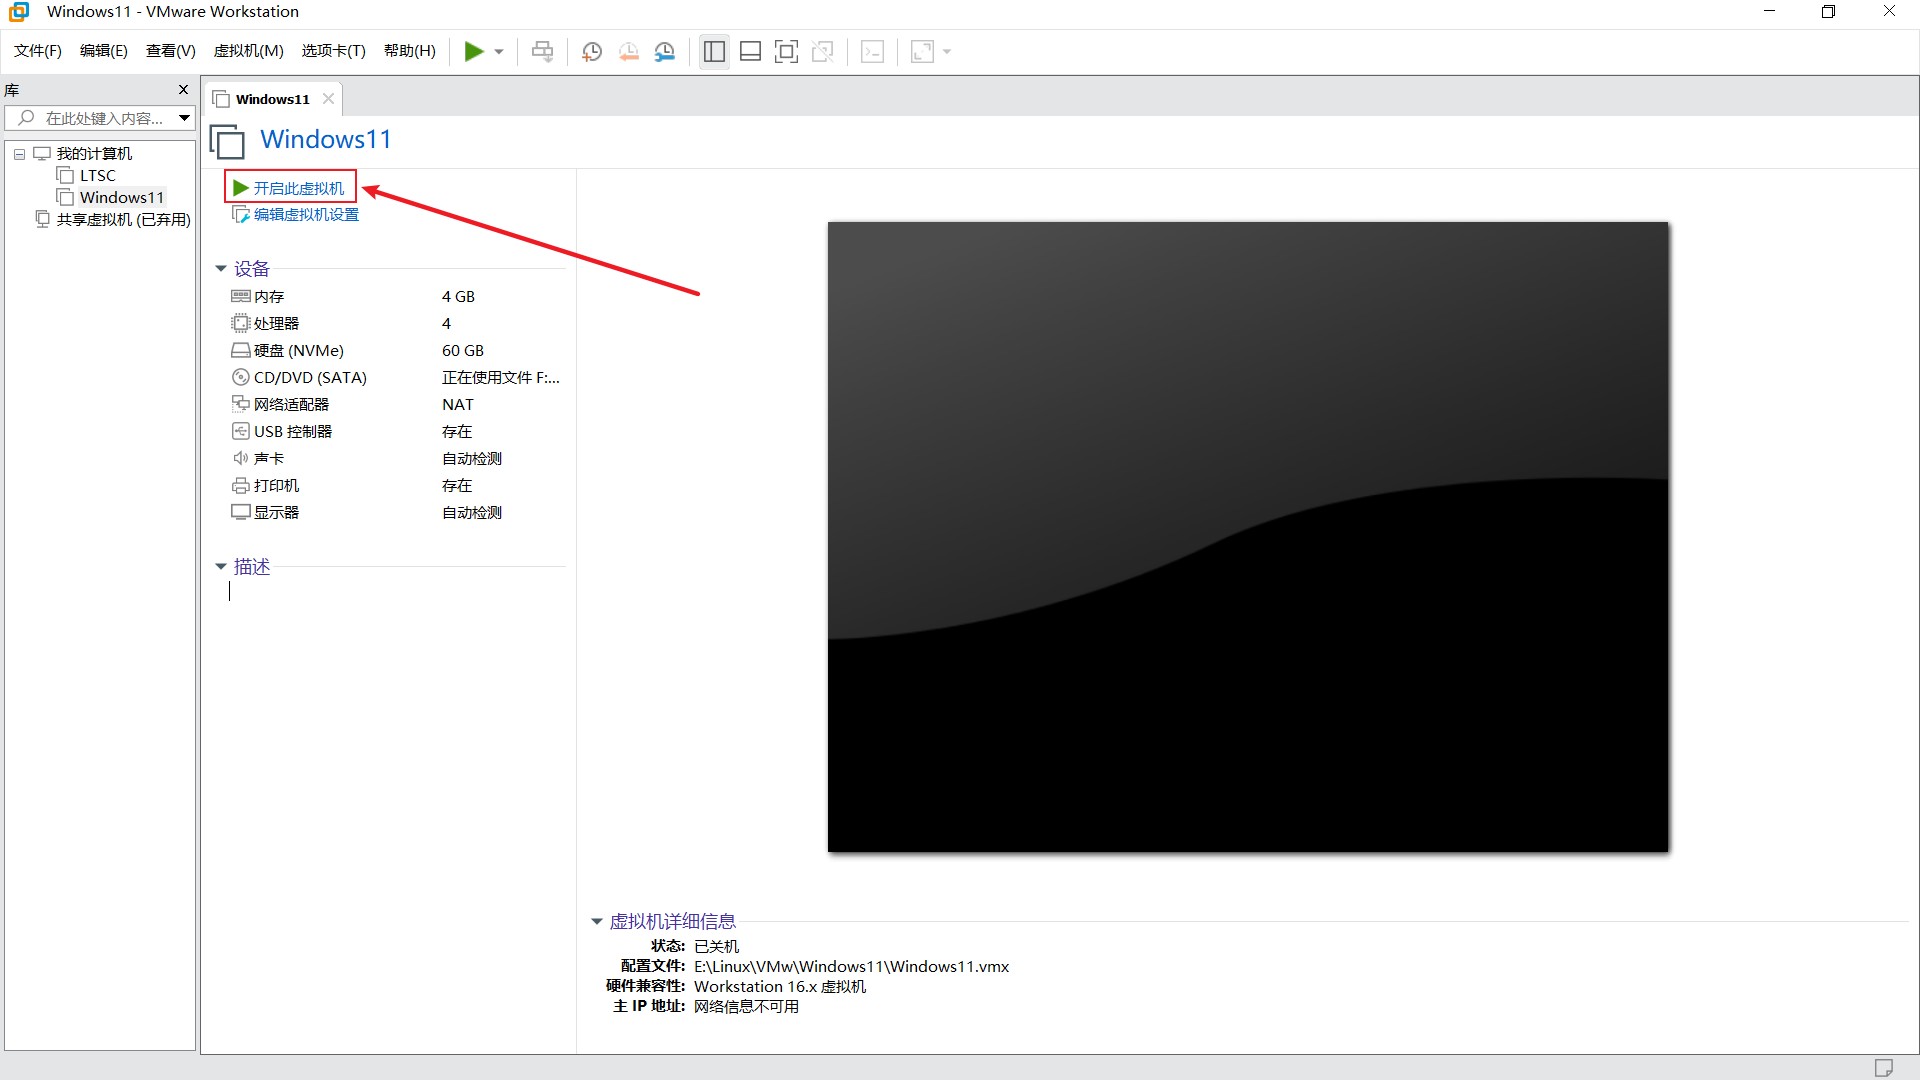 Windows11 - VMware Workstation
文件(F) 编辑(E) 查看(V) 虚拟机(M) 选项卡(T) 帮助(H)
库
在此处键入内容...
我的计算机
LTSC
Windows11
共享虚拟机 (已弃用)
Windows11
Windows11
开启此虚拟机
编辑虚拟机设置
设备
内存 4 GB
处理器 4
硬盘 (NVMe) 60 GB
CD/DVD (SATA) 正在使用文件 F:...
网络适配器 NAT
USB 控制器 存在
声卡 自动检测
打印机 存在
显示器 自动检测
描述
虚拟机详细信息
状态: 已关机
配置文件: E:\Linux\VMw\Windows11\Windows11.vmx
硬件兼容性: Workstation 16.x 虚拟机
主 IP 地址: 网络信息不可用